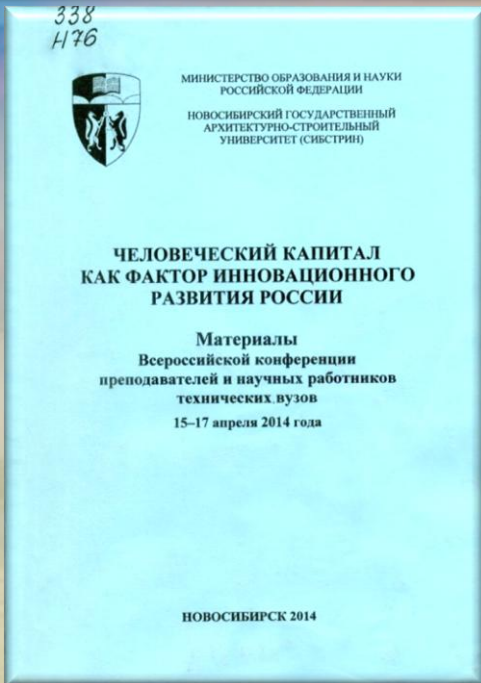 338
Н76
МИНИСТЕРСТВО ОБРАЗОВАНИЯ И НАУКИ
РОССИЙСКОЙ ФЕДЕРАЦИИ
НОВОСИБИРСКИЙ ГОСУДАРСТВЕННЫЙ
АРХИТЕКТУРНО-СТРОИТЕЛЬНЫЙ
УНИВЕРСИТЕТ (СИБСТРИН)
ЧЕЛОВЕЧЕСКИЙ КАПИТАЛ
КАК ФАКТОР ИННОВАЦИОННОГО
РАЗВИТИЯ РОССИИ
Материалы
Всероссийской конференции
преподавателей и научных работников
технических вузов
15–17 апреля 2014 года
НОВОСИБИРСК 2014